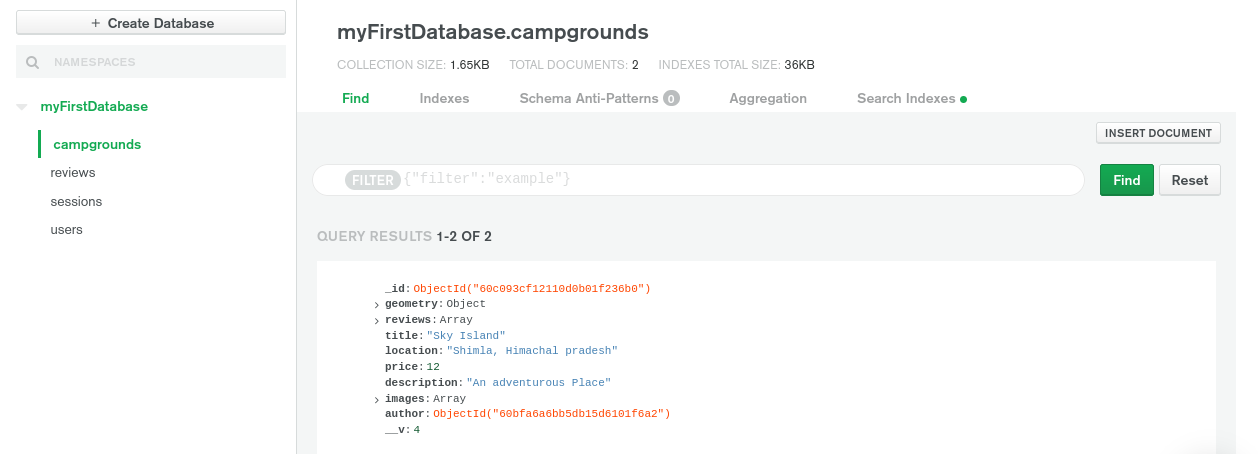 + Create Database
NAMESPACES
myFirstDatabase
campgrounds
reviews
sessions
users
myFirstDatabase.campgrounds
COLLECTION SIZE: 1.65KB TOTAL DOCUMENTS: 2 INDEXES TOTAL SIZE: 36KB
Find Indexes Schema Anti-Patterns 0 Aggregation Search Indexes
INSERT DOCUMENT
FILTER {"filter":"example"} Find Reset
QUERY RESULTS 1-2 OF 2
_id: ObjectId("60c093cf12110d0b01f236b0")
geometry: Object
reviews: Array
title: "Sky Island"
location: "Shimla, Himachal pradesh"
price: 12
description: "An adventurous Place"
images: Array
author: ObjectId("60bfa6a6bb5db15d6101f6a2")
__v: 4